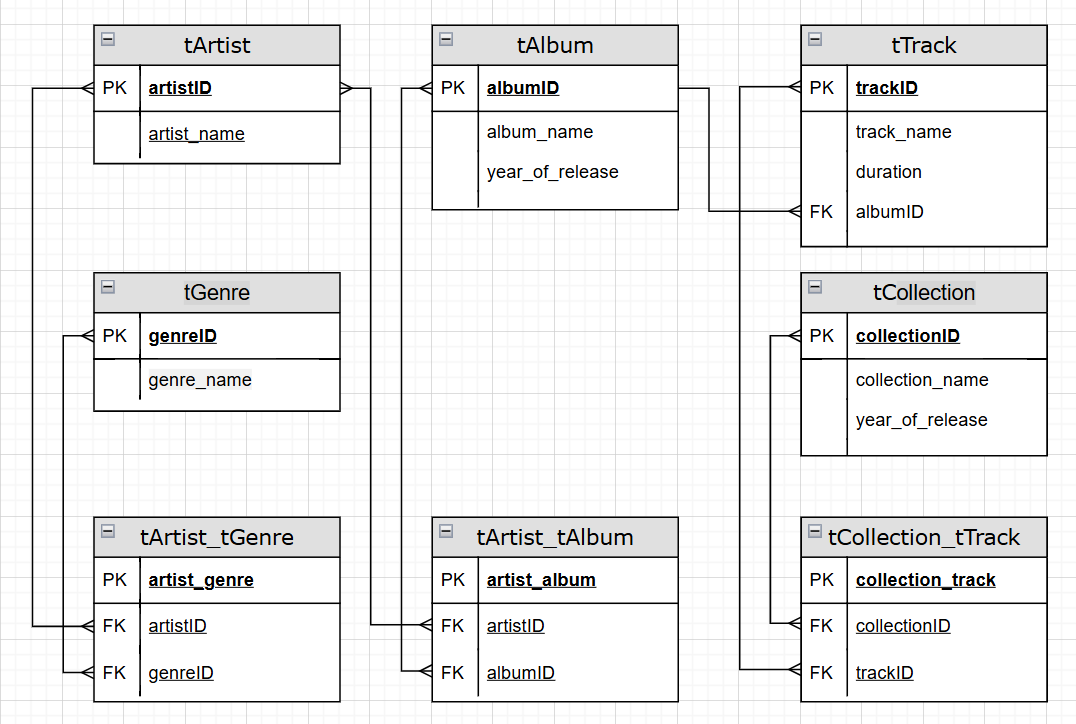 tArtist
PK artistID
artist_name
tAlbum
PK albumID
album_name
year_of_release
tTrack
PK trackID
track_name
duration
FK albumID
tGenre
PK genreID
genre_name
tCollection
PK collectionID
collection_name
year_of_release
tArtist_tGenre
PK artist_genre
FK artistID
FK genreID
tArtist_tAlbum
PK artist_album
FK artistID
FK albumID
tCollection_tTrack
PK collection_track
FK collectionID
FK trackID